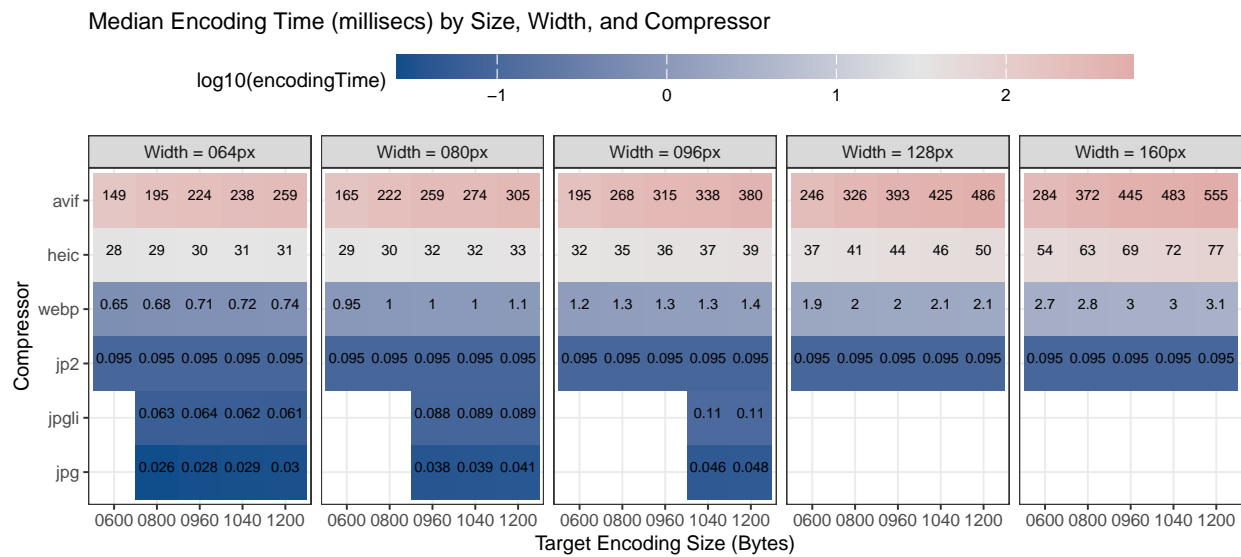 Median Encoding Time (millisecs) by Size, Width, and Compressor
log10(encodingTime)
−1 0 1 2
Width = 064px Width = 080px Width = 096px Width = 128px Width = 160px
avif 149 195 224 238 259 165 222 259 274 305 195 268 315 338 380 246 326 393 425 486 284 372 445 483 555
heic 28 29 30 31 31 29 30 32 32 33 32 35 36 37 39 37 41 44 46 50 54 63 69 72 77
webp 0.65 0.68 0.71 0.72 0.74 0.95 1 1 1 1.1 1.2 1.3 1.3 1.3 1.4 1.9 2 2 2.1 2.1 2.7 2.8 3 3 3.1
jp2 0.095 0.095 0.095 0.095 0.095 0.095 0.095 0.095 0.095 0.095 0.095 0.095 0.095 0.095 0.095 0.095 0.095 0.095 0.095 0.095 0.095 0.095 0.095 0.095 0.095
jpgli 0.063 0.064 0.062 0.061 0.088 0.089 0.089 0.11 0.11
jpg 0.026 0.028 0.029 0.03 0.038 0.039 0.041 0.046 0.048
Compressor
0600 0800 0960 1040 1200 0600 0800 0960 1040 1200 0600 0800 0960 1040 1200 0600 0800 0960 1040 1200 0600 0800 0960 1040 1200
Target Encoding Size (Bytes)